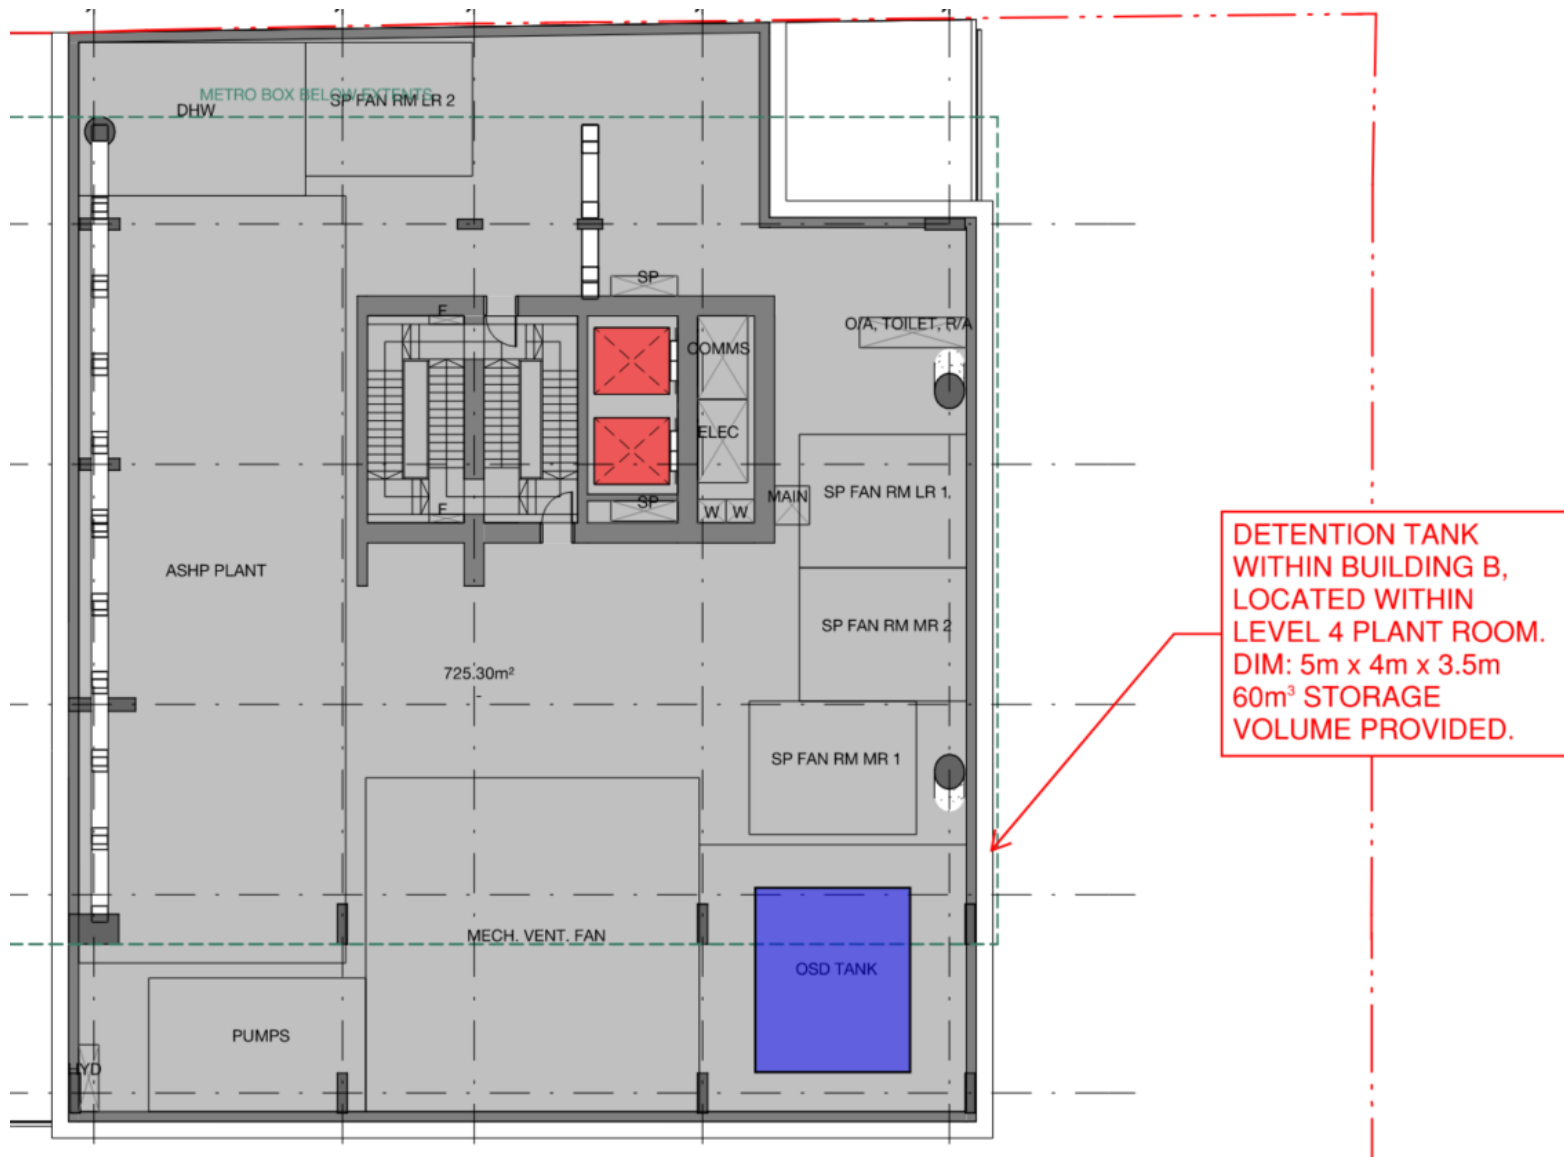 METRO BOX BELOW EXTENTS
DHW
SP FAN RM LR 2
SP
F
O/A, TOILET, R/A
COMMS
ELEC
MAIN
SP FAN RM LR 1
SP
W W
F
DETENTION TANK
WITHIN BUILDING B,
LOCATED WITHIN
LEVEL 4 PLANT ROOM.
DIM: 5m x 4m x 3.5m
60m³ STORAGE
VOLUME PROVIDED.
ASHP PLANT
SP FAN RM MR 2
725.30m²
-
SP FAN RM MR 1
MECH. VENT. FAN
OSD TANK
PUMPS
HYD